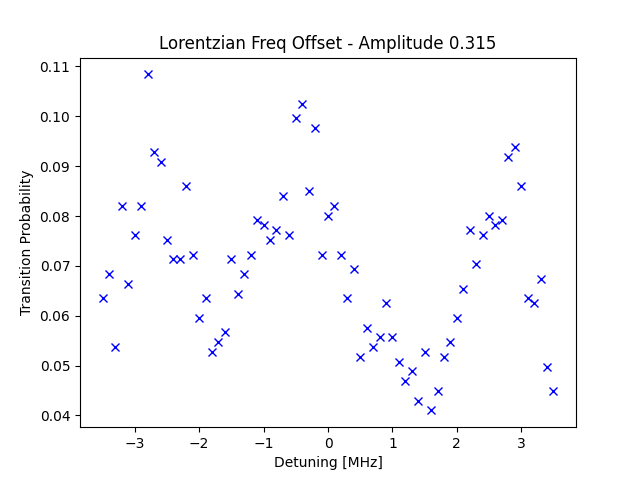 Lorentzian Freq Offset - Amplitude 0.315
Transition Probability
0.11
0.10
0.09
0.08
0.07
0.06
0.05
0.04
−3 −2 −1 0 1 2 3
Detuning [MHz]